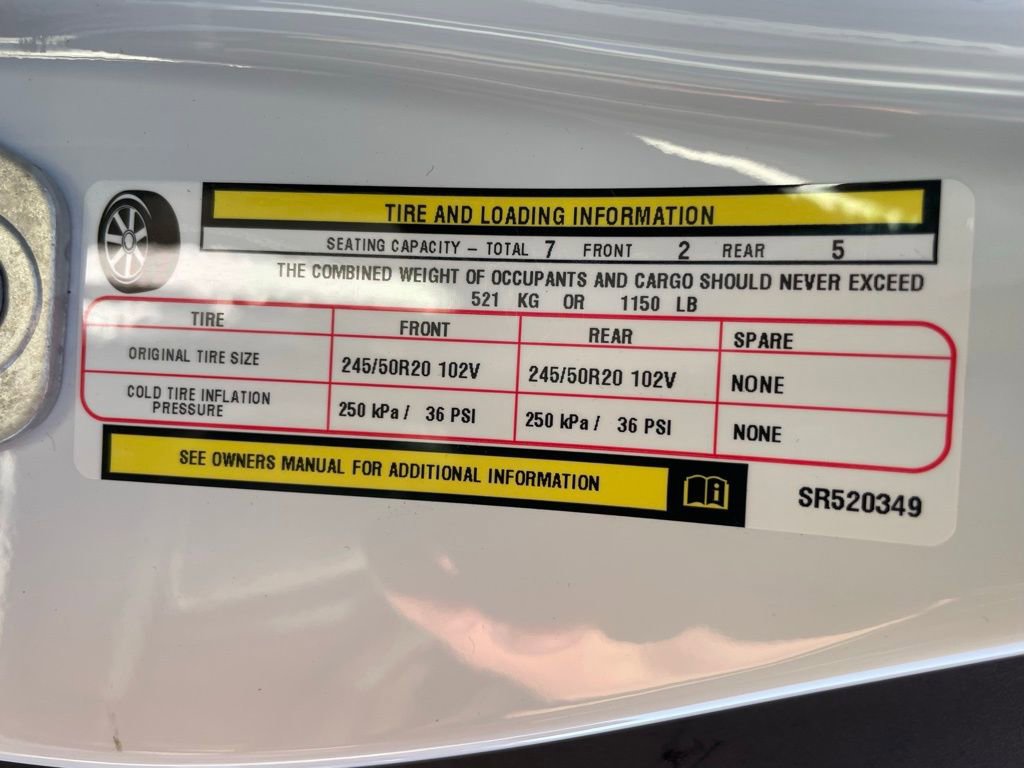 TIRE AND LOADING INFORMATION
SEATING CAPACITY – TOTAL 7 FRONT 2 REAR 5
THE COMBINED WEIGHT OF OCCUPANTS AND CARGO SHOULD NEVER EXCEED
521 KG OR 1150 LB
TIRE FRONT REAR SPARE
ORIGINAL TIRE SIZE 245/50R20 102V 245/50R20 102V NONE
COLD TIRE INFLATION
PRESSURE 250 kPa / 36 PSI 250 kPa / 36 PSI NONE
SEE OWNERS MANUAL FOR ADDITIONAL INFORMATION
SR520349